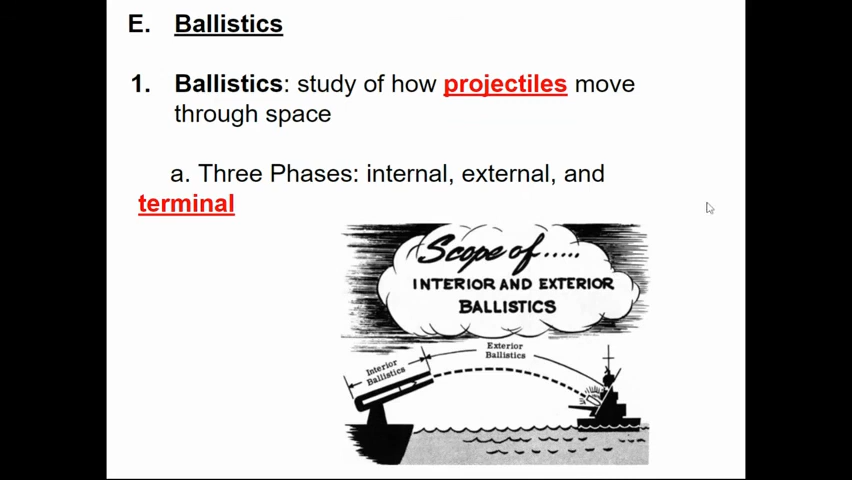 E. Ballistics
1. Ballistics: study of how projectiles move
through space
a. Three Phases: internal, external, and
terminal
Scope of.....
INTERIOR AND EXTERIOR
BALLISTICS
Exterior
Ballistics
Interior
Ballistics